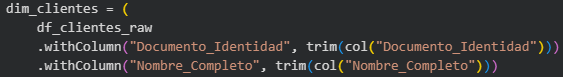 dim_clientes = (
    df_clientes_raw
    .withColumn("Documento_Identidad", trim(col("Documento_Identidad")))
    .withColumn("Nombre_Completo", trim(col("Nombre_Completo")))